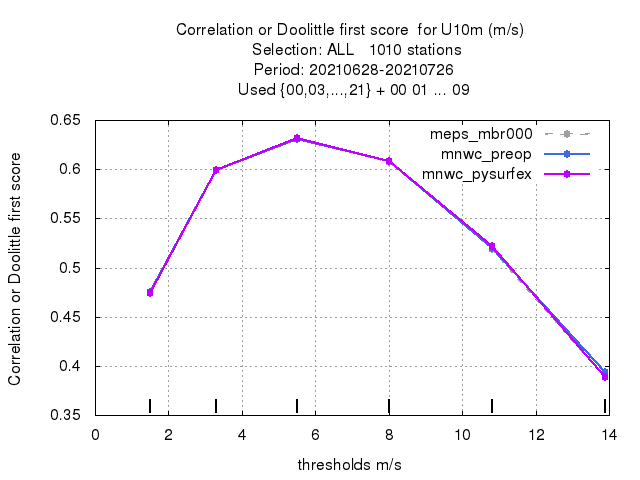 Correlation or Doolittle first score  for U10m (m/s)
Selection: ALL   1010 stations
Period: 20210628-20210726
Used {00,03,...,21} + 00 01 ... 09
meps_mbr000
mnwc_preop
mnwc_pysurfex
Correlation or Doolittle first score
0.65
0.6
0.55
0.5
0.45
0.4
0.35
0 2 4 6 8 10 12 14
thresholds m/s